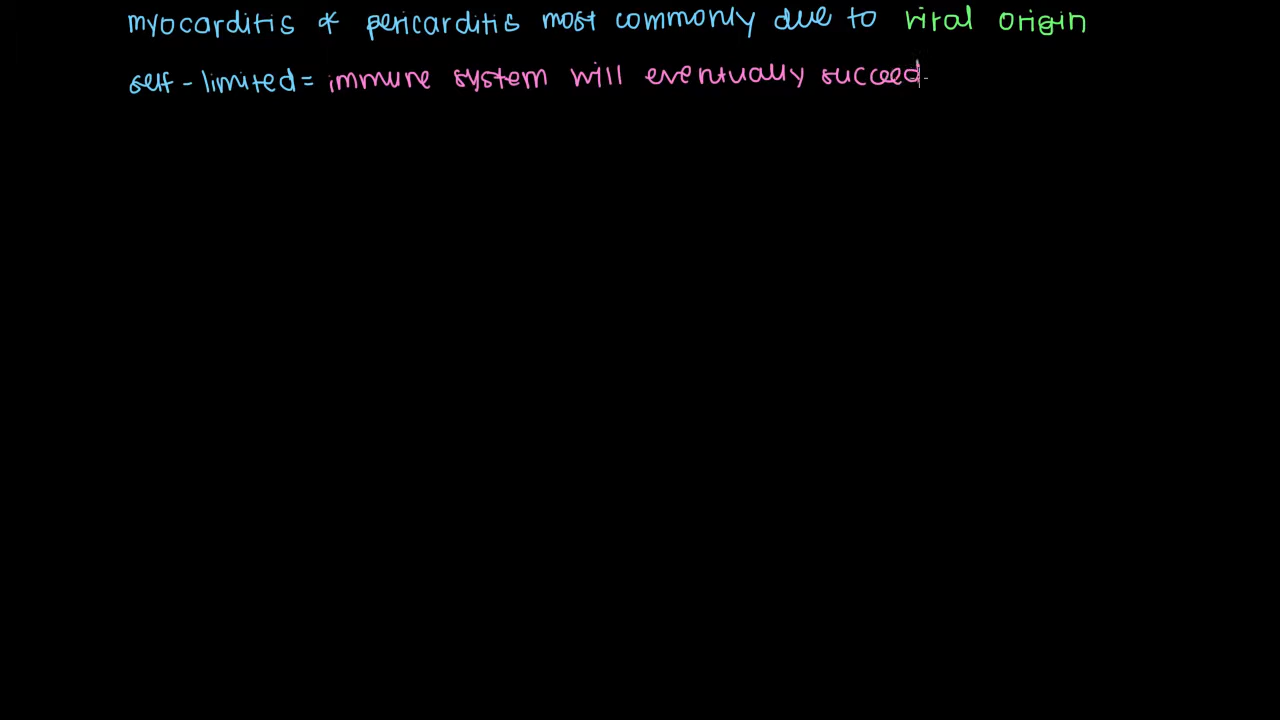 myocarditis & pericarditis most commonly due to viral origin
self-limited = immune system will eventually succeed